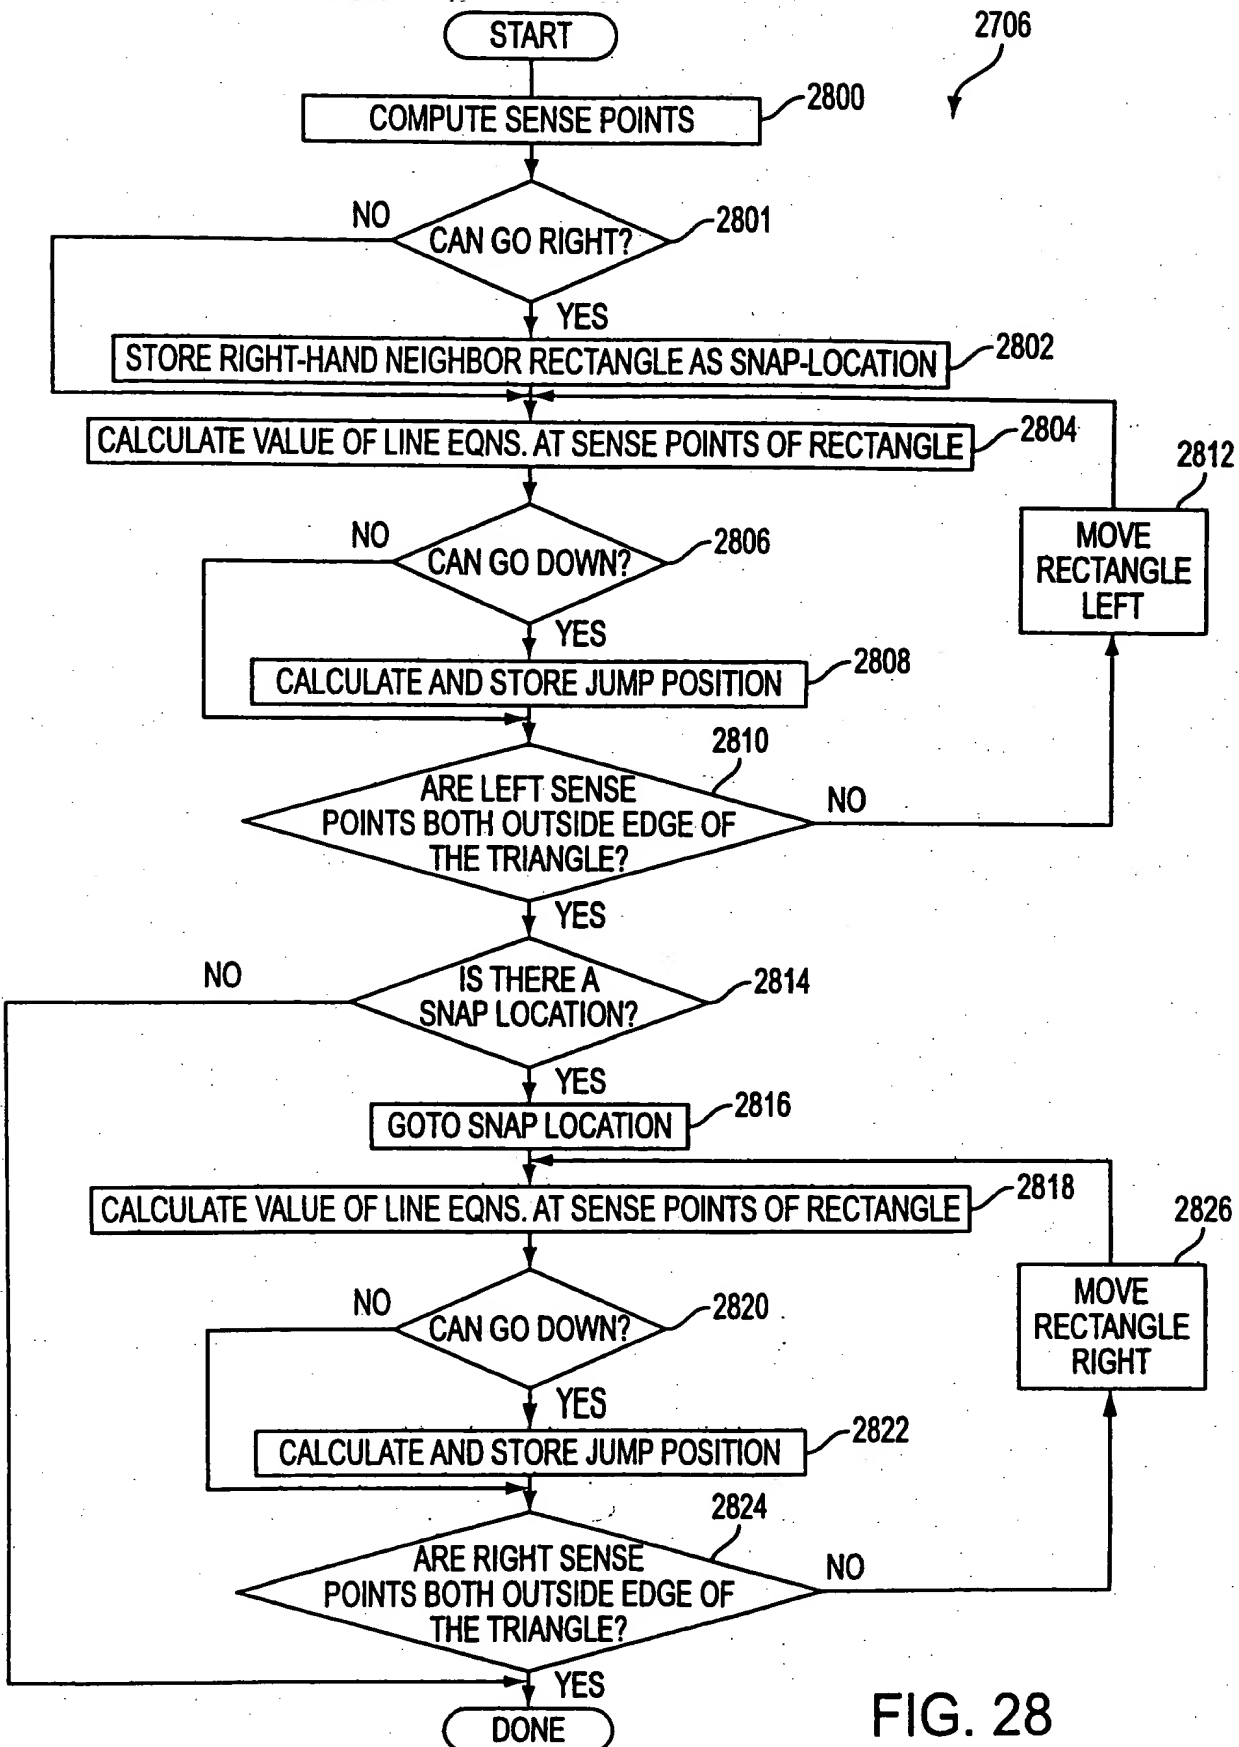 START
2706
2800
COMPUTE SENSE POINTS
NO
2801
CAN GO RIGHT?
YES
2802
STORE RIGHT-HAND NEIGHBOR RECTANGLE AS SNAP-LOCATION
2804
CALCULATE VALUE OF LINE EQNS. AT SENSE POINTS OF RECTANGLE
2812
MOVE
RECTANGLE
LEFT
NO
2806
CAN GO DOWN?
YES
2808
CALCULATE AND STORE JUMP POSITION
2810
ARE LEFT SENSE
POINTS BOTH OUTSIDE EDGE OF
THE TRIANGLE?
NO
YES
NO
2814
IS THERE A
SNAP LOCATION?
YES
2816
GOTO SNAP LOCATION
2818
CALCULATE VALUE OF LINE EQNS. AT SENSE POINTS OF RECTANGLE
2826
MOVE
RECTANGLE
RIGHT
NO
2820
CAN GO DOWN?
YES
2822
CALCULATE AND STORE JUMP POSITION
2824
ARE RIGHT SENSE
POINTS BOTH OUTSIDE EDGE OF
THE TRIANGLE?
NO
YES
DONE
FIG. 28